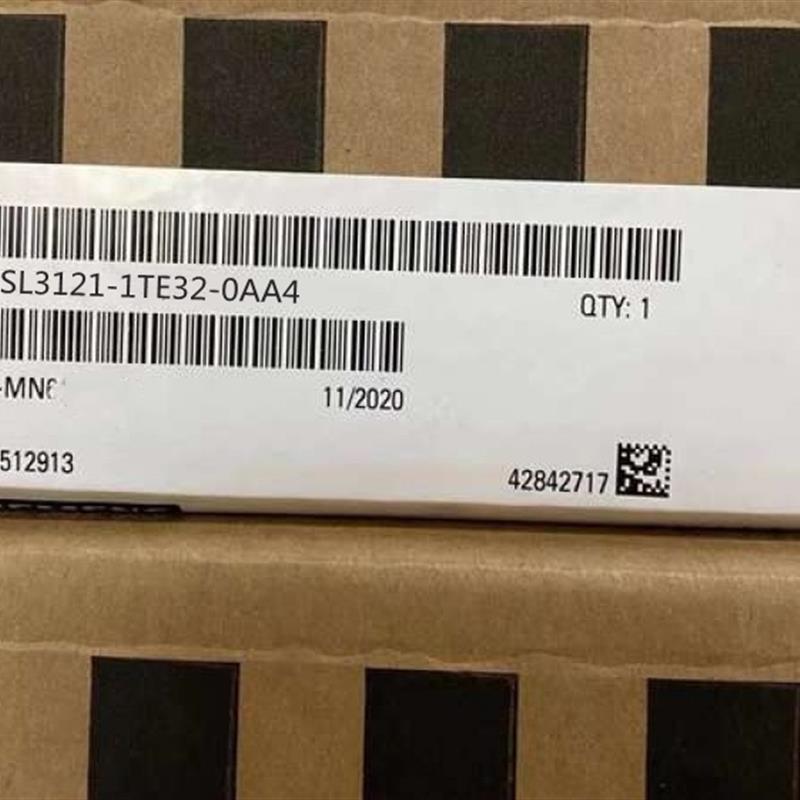 SL3121-1TE32-0AA4
QTY: 1
-MN6
11/2020
512913
42842717